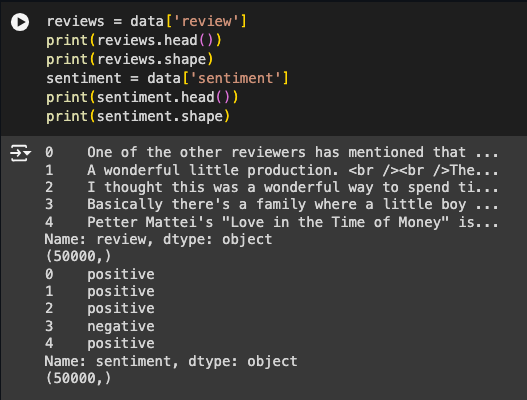 reviews = data['review']
print(reviews.head())
print(reviews.shape)
sentiment = data['sentiment']
print(sentiment.head())
print(sentiment.shape)
0    One of the other reviewers has mentioned that ...
1    A wonderful little production. <br /><br />The...
2    I thought this was a wonderful way to spend ti...
3    Basically there's a family where a little boy ...
4    Petter Mattei's "Love in the Time of Money" is...
Name: review, dtype: object
(50000,)
0    positive
1    positive
2    positive
3    negative
4    positive
Name: sentiment, dtype: object
(50000,)